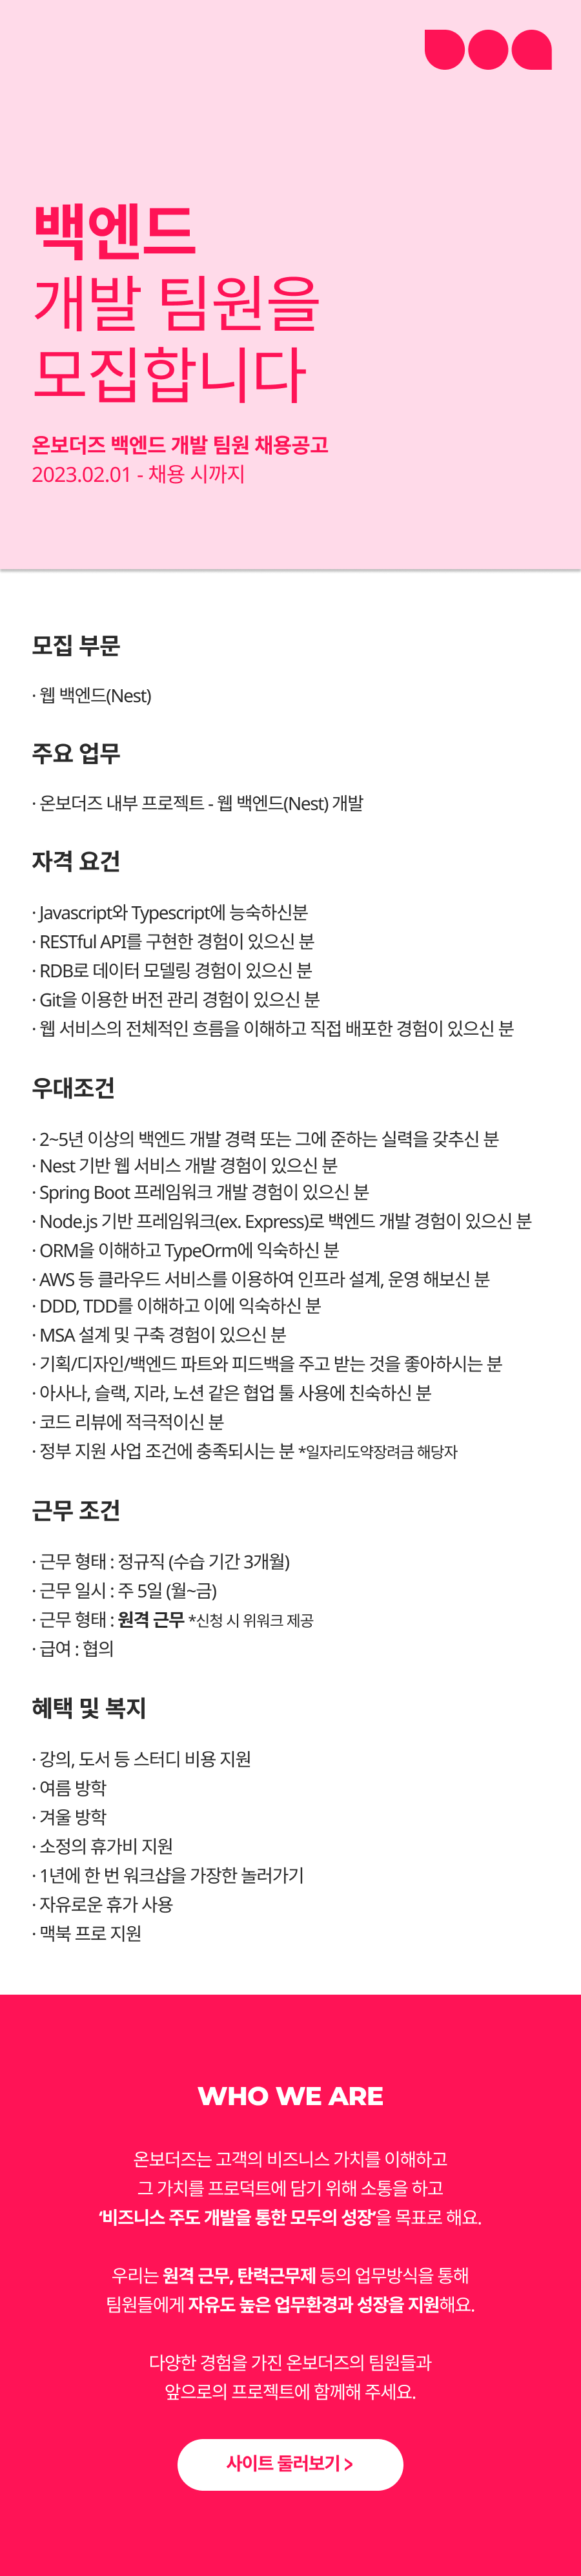 백엔드
개발 팀원을
모집합니다
온보더즈 백엔드 개발 팀원 채용공고
2023.02.01 - 채용 시까지
모집 부문
· 웹 백엔드(Nest)
주요 업무
· 온보더즈 내부 프로젝트 - 웹 백엔드(Nest) 개발
자격 요건
· Javascript와 Typescript에 능숙하신분
· RESTful API를 구현한 경험이 있으신 분
· RDB로 데이터 모델링 경험이 있으신 분
· Git을 이용한 버전 관리 경험이 있으신 분
· 웹 서비스의 전체적인 흐름을 이해하고 직접 배포한 경험이 있으신 분
우대조건
· 2~5년 이상의 백엔드 개발 경력 또는 그에 준하는 실력을 갖추신 분
· Nest 기반 웹 서비스 개발 경험이 있으신 분
· Spring Boot 프레임워크 개발 경험이 있으신 분
· Node.js 기반 프레임워크(ex. Express)로 백엔드 개발 경험이 있으신 분
· ORM을 이해하고 TypeOrm에 익숙하신 분
· AWS 등 클라우드 서비스를 이용하여 인프라 설계, 운영 해보신 분
· DDD, TDD를 이해하고 이에 익숙하신 분
· MSA 설게 및 구축 경험이 있으신 분
· 기획/디자인/백엔드 파트와 피드백을 주고 받는 것을 좋아하시는 분
· 아사나, 슬랙, 지라, 노션 같은 협업 툴 사용에 친숙하신 분
· 코드 리뷰에 적극적이신 분
· 정부 지원 사업 조건에 충족되시는 분 *일자리도약장려금 해당자
근무 조건
· 근무 형태 : 정규직 (수습 기간 3개월)
· 근무 일시 : 주 5일 (월~금)
· 근무 형태 : 원격 근무 *신청 시 위워크 제공
· 급여 : 협의
혜택 및 복지
· 강의, 도서 등 스터디 비용 지원
· 여름 방학
· 겨울 방학
· 소정의 휴가비 지원
· 1년에 한 번 워크샵을 가장한 놀러가기
· 자유로운 휴가 사용
· 맥북 프로 지원
WHO WE ARE
온보더즈는 고객의 비즈니스 가치를 이해하고
그 가치를 프로덕트에 담기 위해 소통을 하고
‘비즈니스 주도 개발을 통한 모두의 성장’을 목표로 해요.
우리는 원격 근무, 탄력근무제 등의 업무방식을 통해
팀원들에게 자유도 높은 업무환경과 성장을 지원해요.
다양한 경험을 가진 온보더즈의 팀원들과
앞으로의 프로젝트에 함께해 주세요.
사이트 둘러보기 >